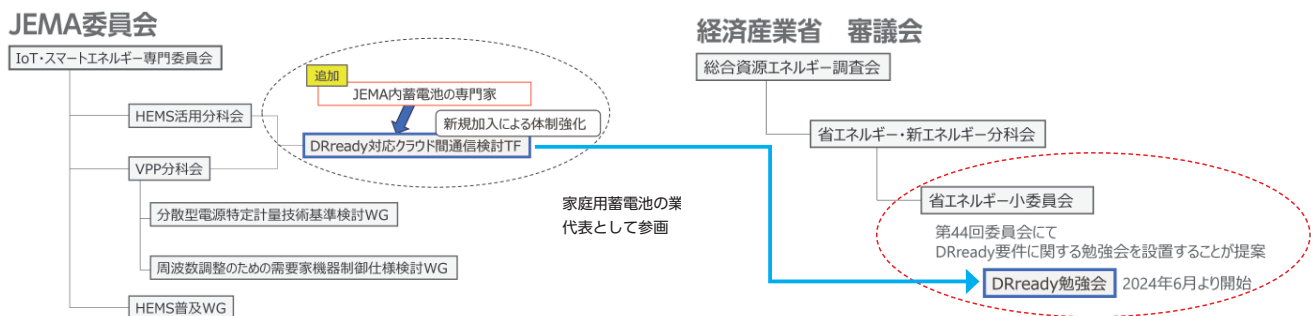 JEMA委員会
IoT・スマートエネルギー専門委員会
追加
JEMA内蓄電池の専門家
新規加入による体制強化
HEMS活用分科会
DRready対応クラウド間通信検討TF
VPP分科会
分散型電源特定計量技術基準検討WG
周波数調整のための需要家機器制御仕様検討WG
HEMS普及WG
家庭用蓄電池の業
代表として参画
経済産業省　審議会
総合資源エネルギー調査会
省エネルギー・新エネルギー分科会
省エネルギー小委員会
第44回委員会にて
DRready要件に関する勉強会を設置することが提案
DRready勉強会 2024年6月より開始